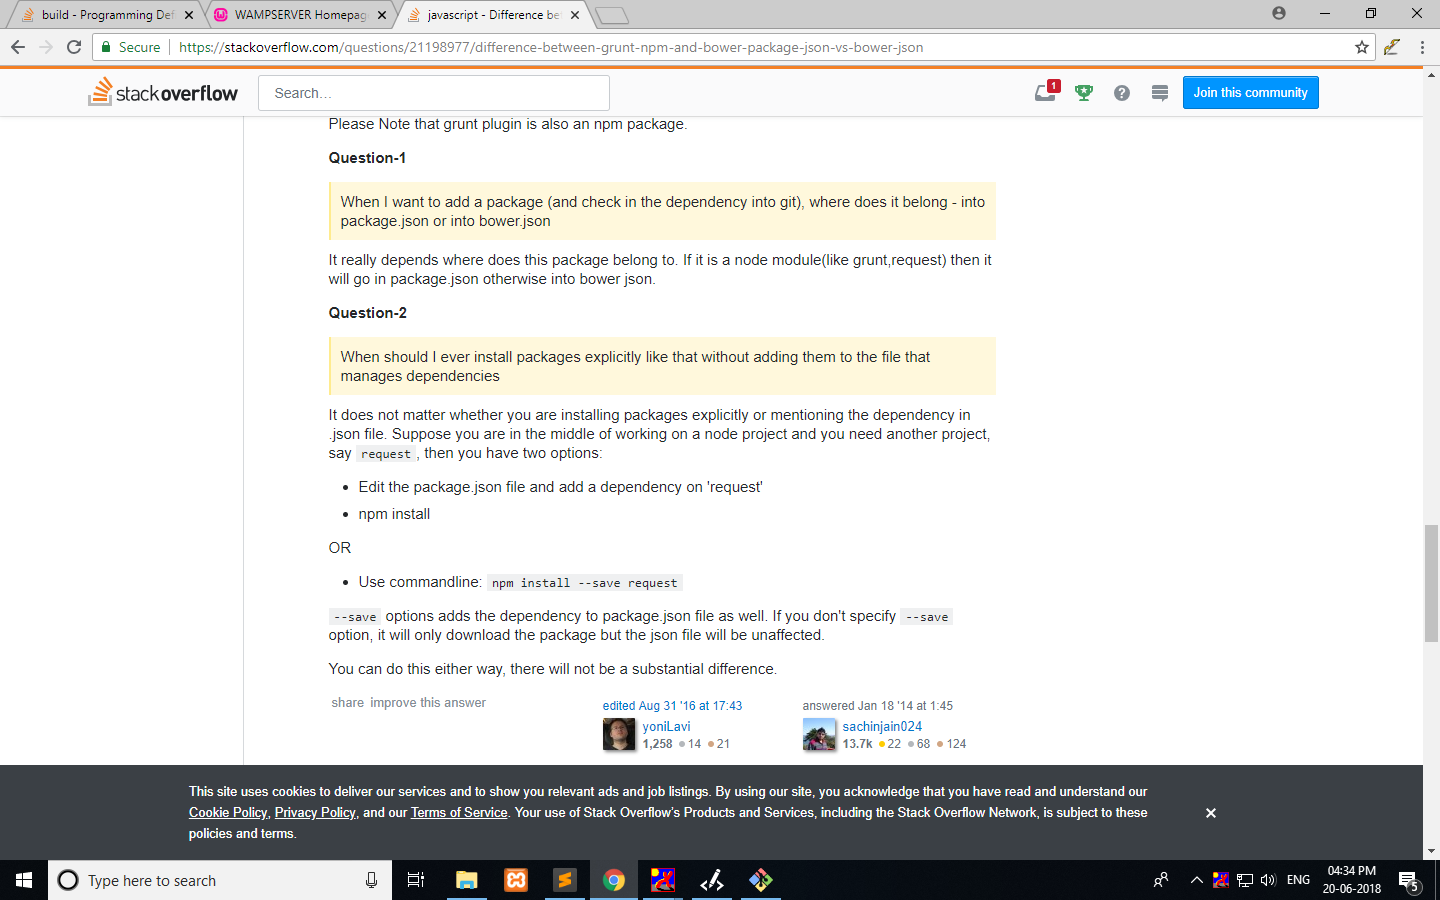 build - Programming Def
WAMPSERVER Homepage
javascript - Difference be
Secure
https://stackoverflow.com/questions/21198977/difference-between-grunt-npm-and-bower-package-json-vs-bower-json
stackoverflow
Search...
1
Join this community
Please Note that grunt plugin is also an npm package.
Question-1
When I want to add a package (and check in the dependency into git), where does it belong - into
package.json or into bower.json
It really depends where does this package belong to. If it is a node module(like grunt,request) then it
will go in package.json otherwise into bower json.
Question-2
When should I ever install packages explicitly like that without adding them to the file that
manages dependencies
It does not matter whether you are installing packages explicitly or mentioning the dependency in
.json file. Suppose you are in the middle of working on a node project and you need another project,
say request , then you have two options:
• Edit the package.json file and add a dependency on 'request'
• npm install
OR
• Use commandline: npm install --save request
--save options adds the dependency to package.json file as well. If you don't specify --save
option, it will only download the package but the json file will be unaffected.
You can do this either way, there will not be a substantial difference.
share improve this answer
edited Aug 31 '16 at 17:43
yoniLavi
1,258 ●14 ●21
answered Jan 18 '14 at 1:45
sachinjain024
13.7k ●22 ●68 ●124
This site uses cookies to deliver our services and to show you relevant ads and job listings. By using our site, you acknowledge that you have read and understand our
Cookie Policy, Privacy Policy, and our Terms of Service. Your use of Stack Overflow's Products and Services, including the Stack Overflow Network, is subject to these
policies and terms.
Type here to search
ENG
04:34 PM
20-06-2018
5